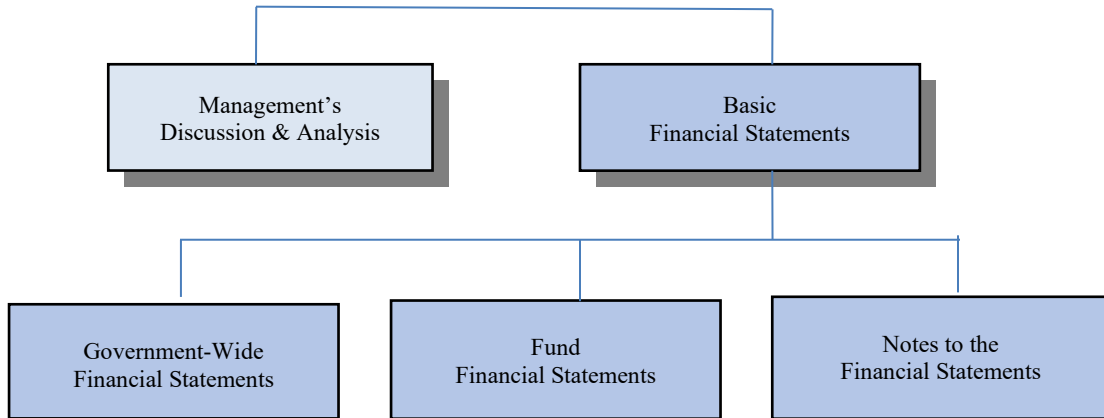 Management’s
Discussion & Analysis
Basic
Financial Statements
Government-Wide
Financial Statements
Fund
Financial Statements
Notes to the
Financial Statements